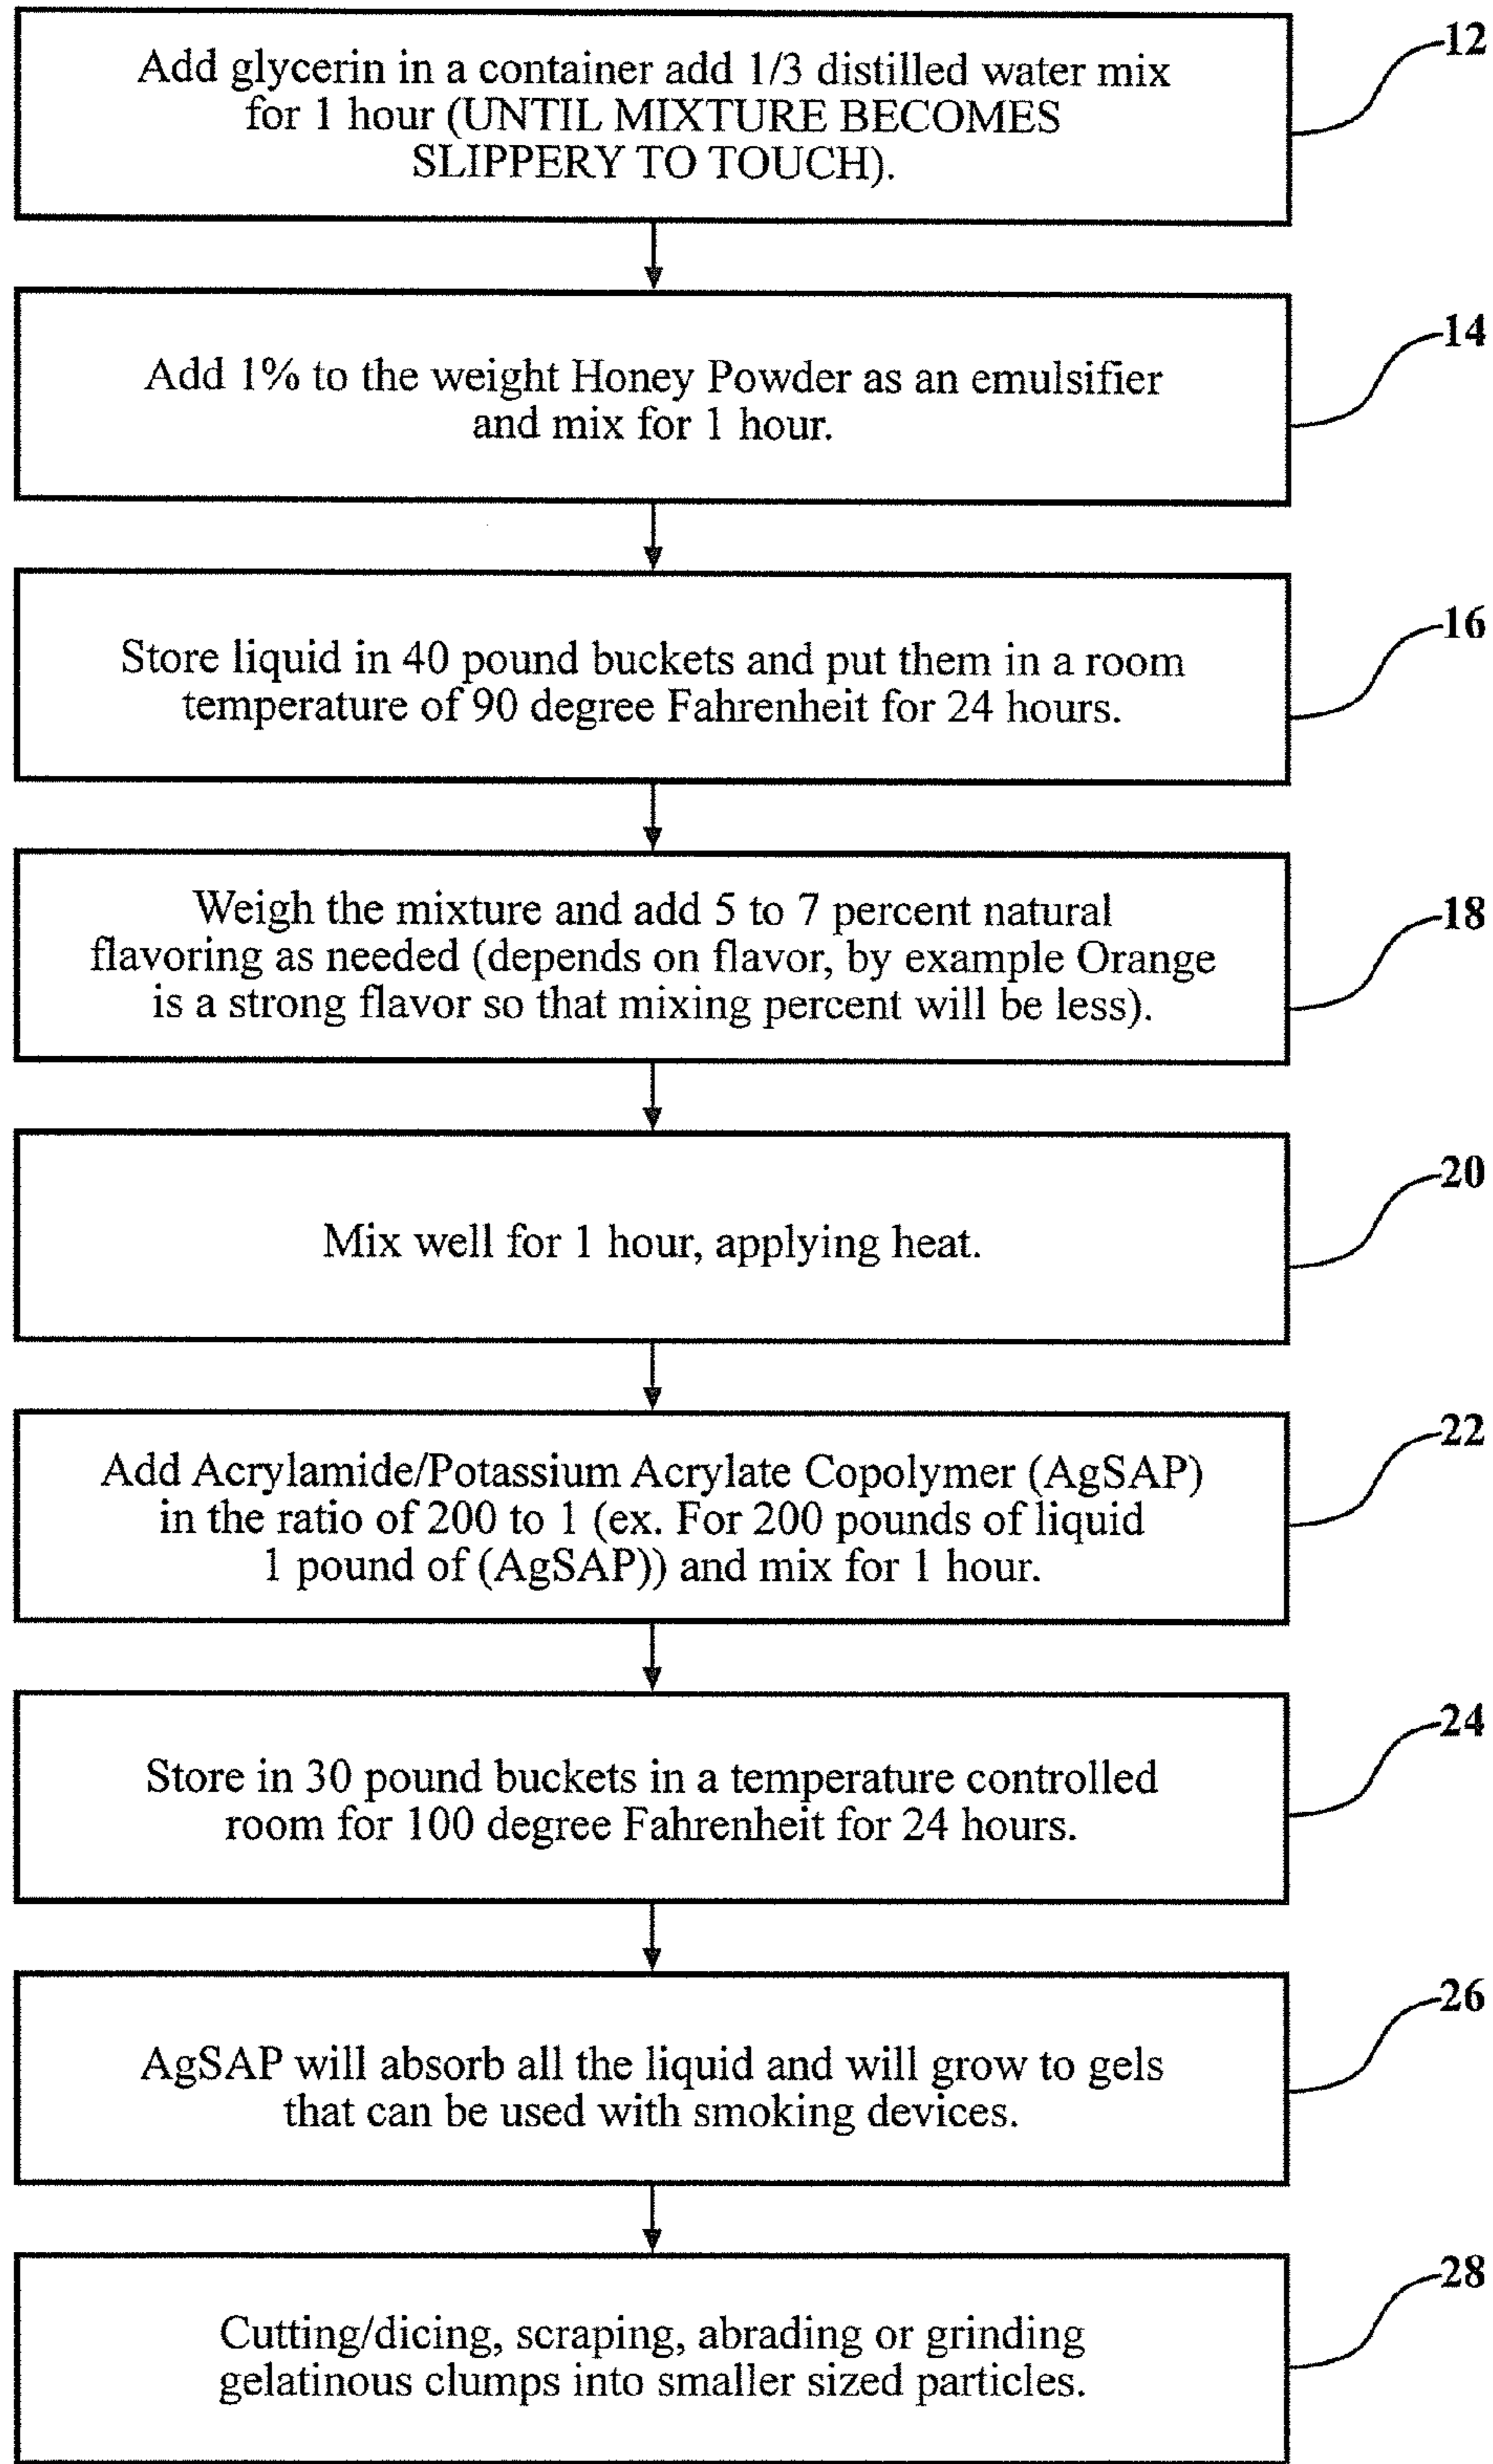 Add glycerin in a container add 1/3 distilled water mix
for 1 hour (UNTIL MIXTURE BECOMES
SLIPPERY TO TOUCH).
12
Add 1% to the weight Honey Powder as an emulsifier
and mix for 1 hour.
14
Store liquid in 40 pound buckets and put them in a room
temperature of 90 degree Fahrenheit for 24 hours.
16
Weigh the mixture and add 5 to 7 percent natural
flavoring as needed (depends on flavor, by example Orange
is a strong flavor so that mixing percent will be less).
18
Mix well for 1 hour, applying heat.
20
Add Acrylamide/Potassium Acrylate Copolymer (AgSAP)
in the ratio of 200 to 1 (ex. For 200 pounds of liquid
1 pound of (AgSAP)) and mix for 1 hour.
22
Store in 30 pound buckets in a temperature controlled
room for 100 degree Fahrenheit for 24 hours.
24
AgSAP will absorb all the liquid and will grow to gels
that can be used with smoking devices.
26
Cutting/dicing, scraping, abrading or grinding
gelatinous clumps into smaller sized particles.
28